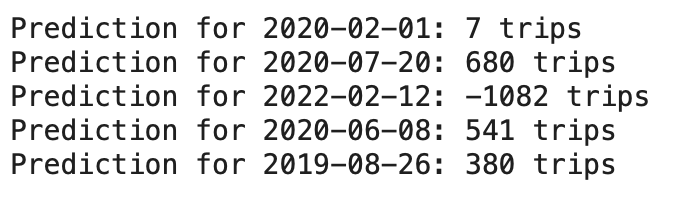 Prediction for 2020-02-01: 7 trips
Prediction for 2020-07-20: 680 trips
Prediction for 2022-02-12: -1082 trips
Prediction for 2020-06-08: 541 trips
Prediction for 2019-08-26: 380 trips